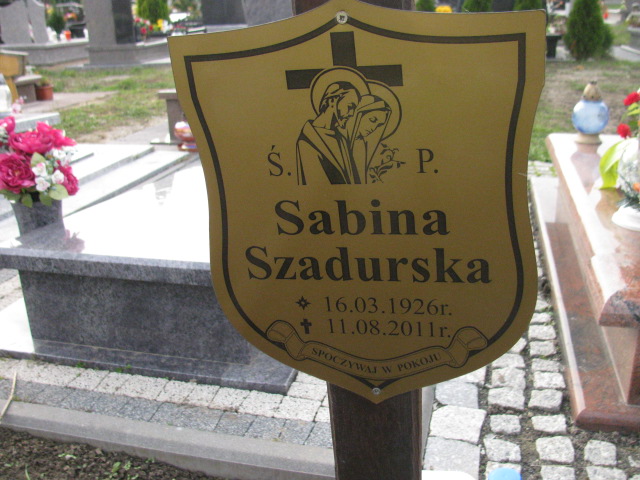 Ś. P.
Sabina
Szadurska
16.03.1926r.
11.08.2011r.
SPOCZYWAJ W POKOJU